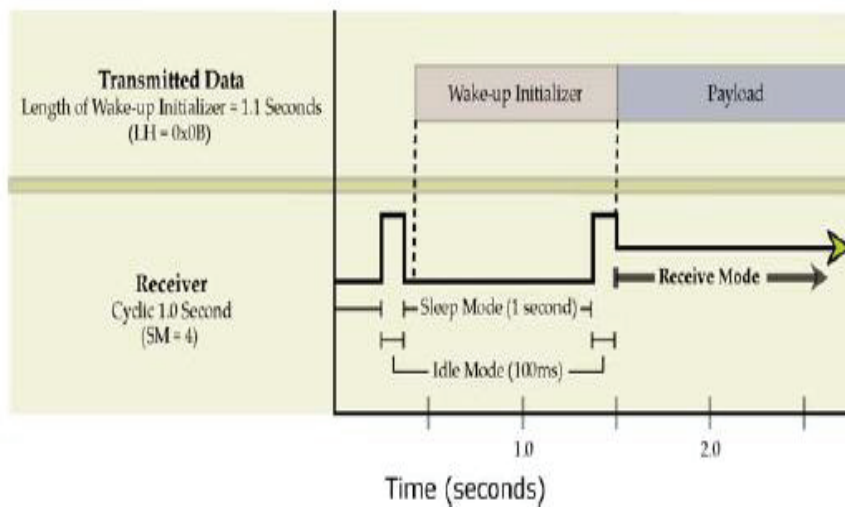 Transmitted Data
Length of Wake-up Initializer = 1.1 Seconds
(LH = 0x0B)
Wake-up Initializer
Payload
Receiver
Cyclic 1.0 Second
(SM = 4)
Sleep Mode (1 second)
Receive Mode
Idle Mode (100ms)
1.0
2.0
Time (seconds)